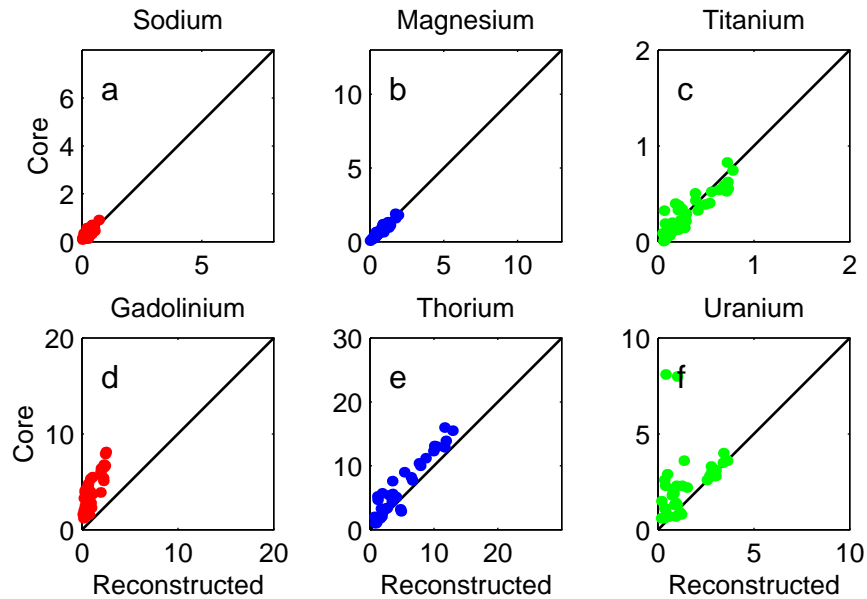 Sodium Magnesium Titanium
8 6 4 2 0
Core
a
0 5
10 5 0
b
0 5 10
2 1 0
c
0 1 2
Gadolinium Thorium Uranium
20 10 0
Core
d
0 10 20
Reconstructed
30 20 10 0
e
0 10 20
Reconstructed
10 5 0
f
0 5 10
Reconstructed